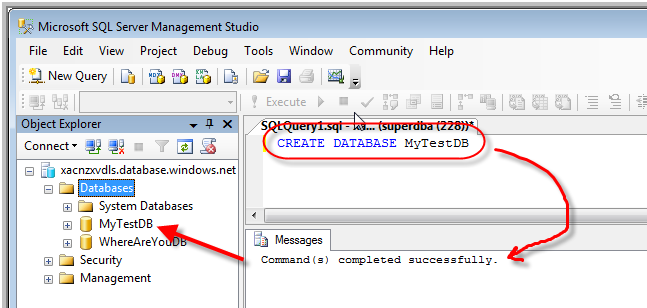 Microsoft SQL Server Management Studio
File Edit View Query Project Debug Tools Window Community Help
New Query
Execute
Object Explorer
SQLQuery1.sql - (superdba (228))*
Connect
CREATE DATABASE MyTestDB
xacnzxvdls.database.windows.net
Databases
System Databases
MyTestDB
WhereAreYouDB
Security
Management
Messages
Command(s) completed successfully.